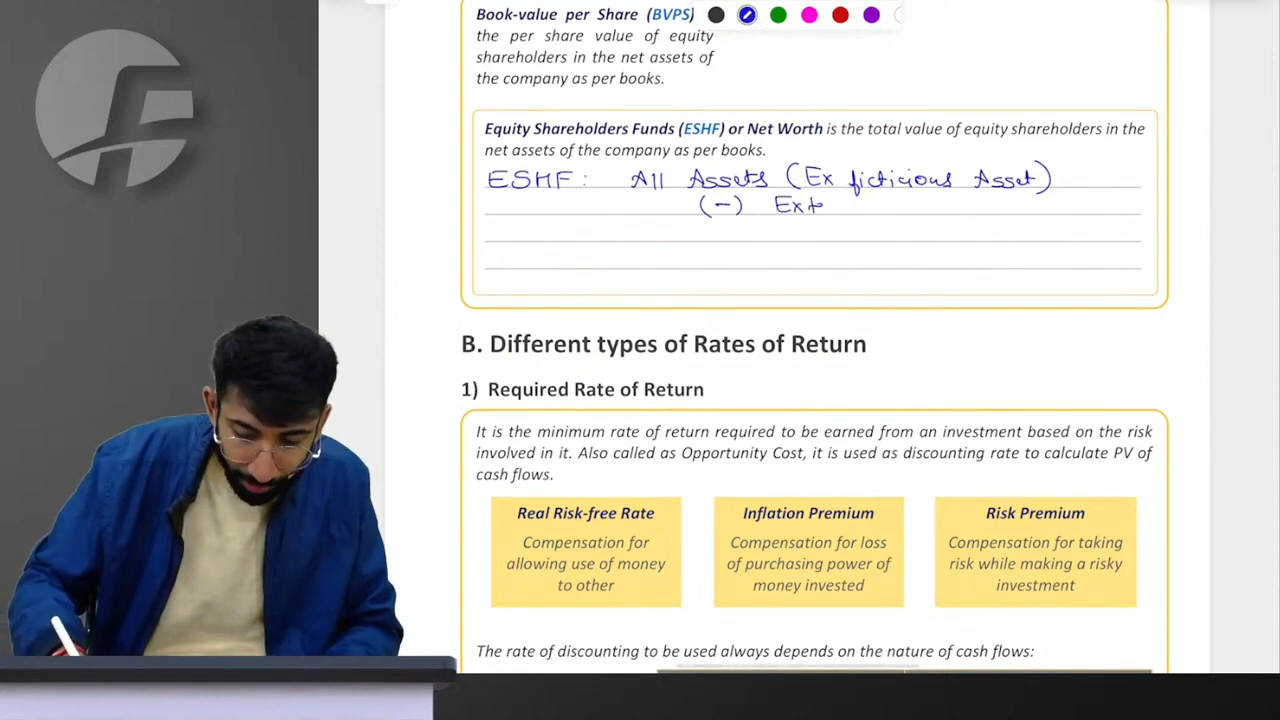 Book-value per Share (BVPS)
the per share value of equity
shareholders in the net assets of
the company as per books.
Equity Shareholders Funds (ESHF) or Net Worth is the total value of equity shareholders in the
net assets of the company as per books.
ESHF: All Assets (Ex ficticious Asset)
(-) Ext
B. Different types of Rates of Return
1) Required Rate of Return
It is the minimum rate of return required to be earned from an investment based on the risk
involved in it. Also called as Opportunity Cost, it is used as discounting rate to calculate PV of
cash flows.
Real Risk-free Rate
Compensation for
allowing use of money
to other
Inflation Premium
Compensation for loss
of purchasing power of
money invested
Risk Premium
Compensation for taking
risk while making a risky
investment
The rate of discounting to be used always depends on the nature of cash flows: